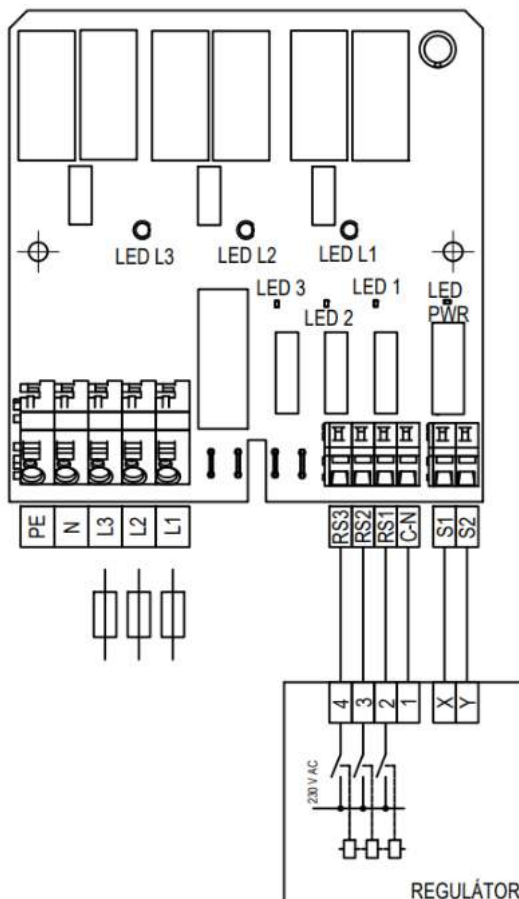 LED L3 LED L2 LED L1
LED 3 LED 1 LED
LED 2 PWR
PE N L3 L2 L1 RS3 RS2 RS1 C-N S1 S2
4 3 2 1 X Y
230 V AC
REGULÁTOR